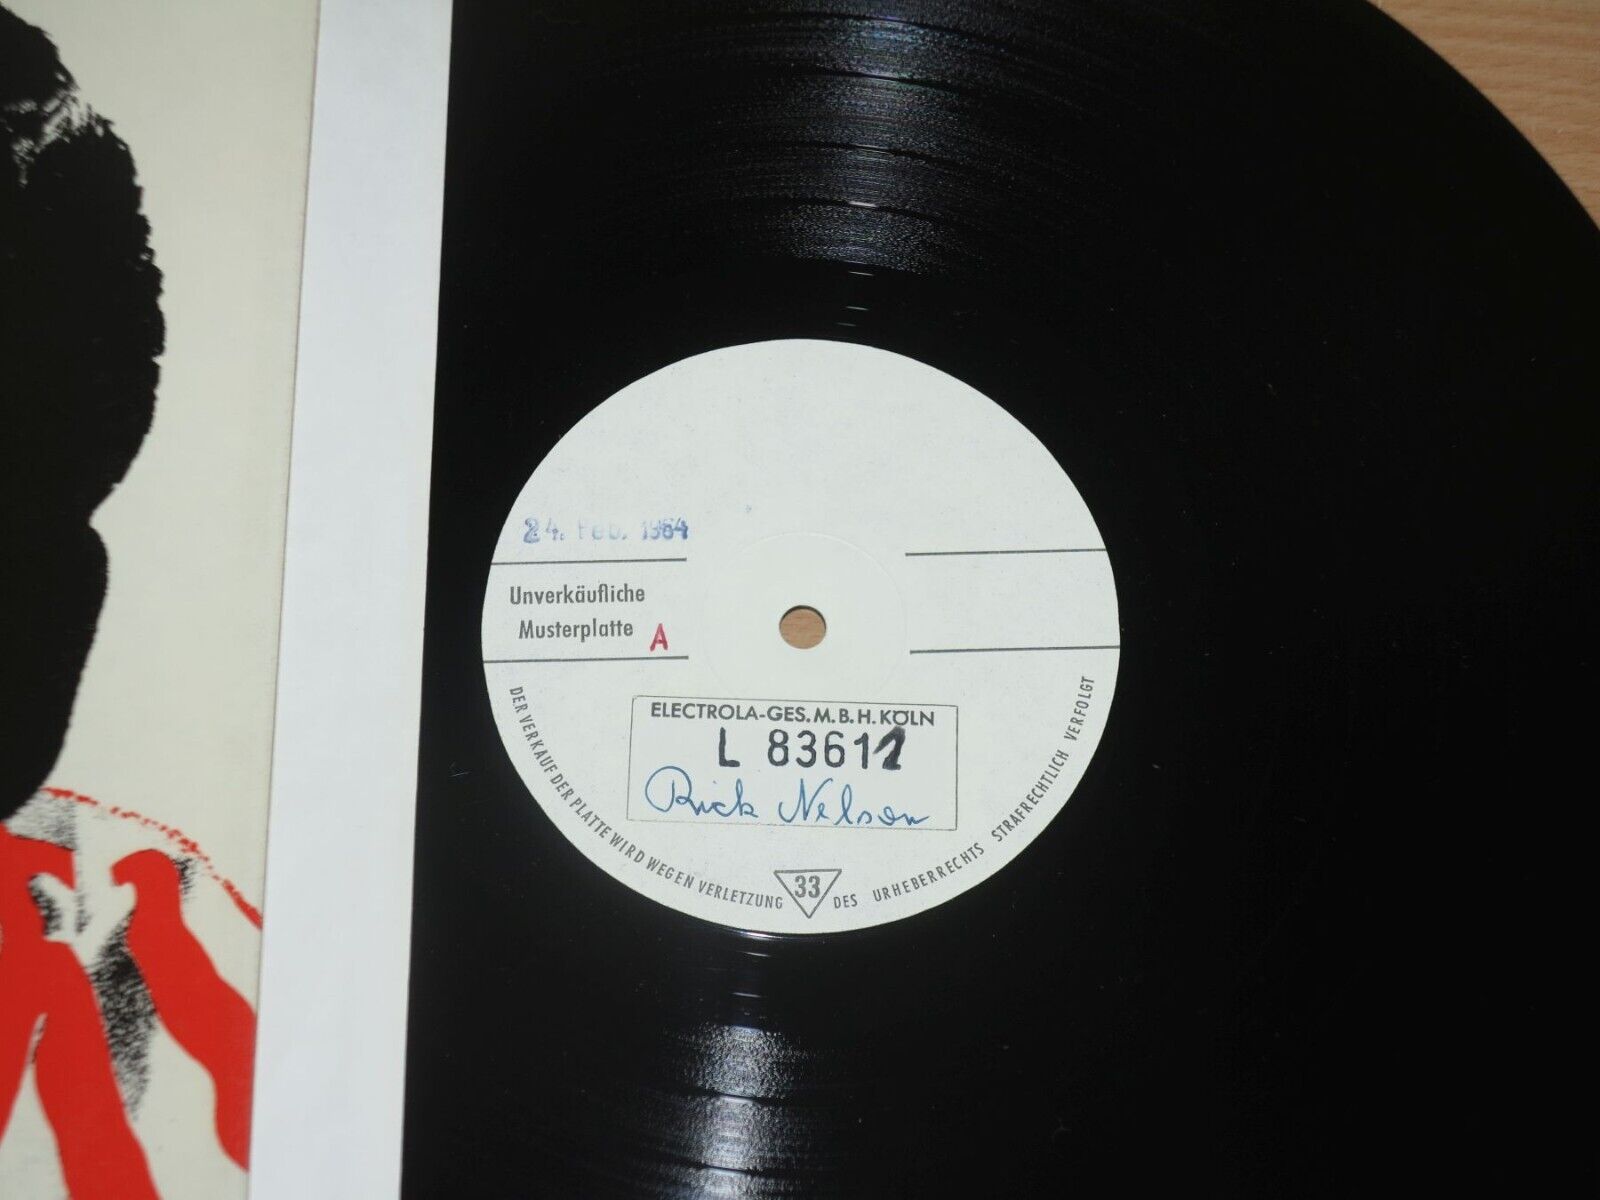 24. Feb. 1964
Unverkäufliche
Musterplatte A
ELECTROLA-GES.M.B.H. KÖLN
L 83611
Rick Nelson
DER VERKAUF DER PLATTE WIRD WEGEN VERLETZUNG DES URHEBERRECHTS STRAFRECHTLICH VERFOLGT
33